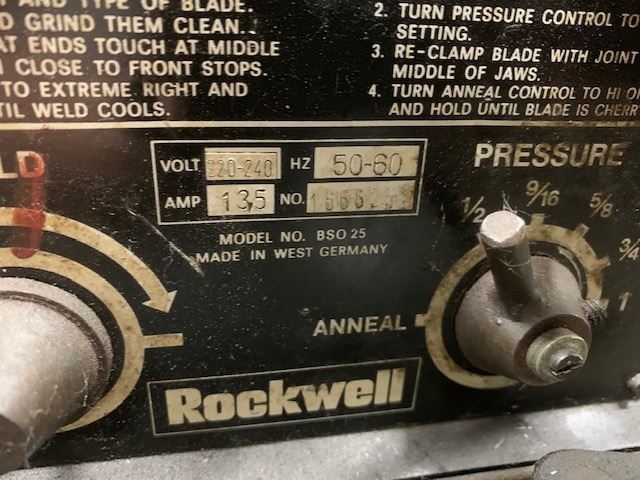 AND TYPE OF BLADE.
D GRIND THEM CLEAN.
AT ENDS TOUCH AT MIDDLE
CLOSE TO FRONT STOPS.
TO EXTREME RIGHT AND
TIL WELD COOLS.
2. TURN PRESSURE CONTROL TO
SETTING.
3. RE-CLAMP BLADE WITH JOINT
MIDDLE OF JAWS.
4. TURN ANNEAL CONTROL TO HI OR
AND HOLD UNTIL BLADE IS CHERR
LD
VOLT 220-240 HZ 50-60
AMP 13,5 NO.
MODEL NO. BSO 25
MADE IN WEST GERMANY
PRESSURE
1/2 9/16 5/8 3/4 1
ANNEAL
Rockwell